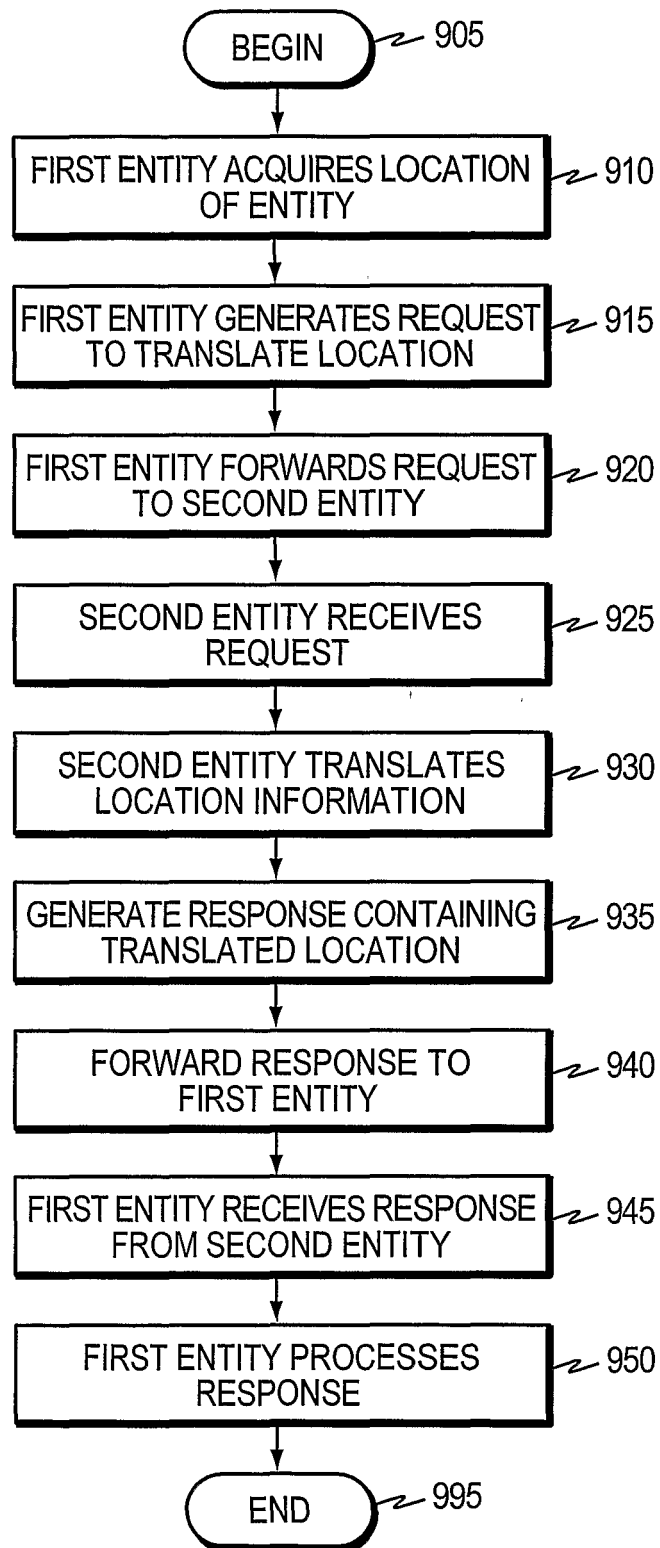 BEGIN 905
FIRST ENTITY ACQUIRES LOCATION
OF ENTITY 910
FIRST ENTITY GENERATES REQUEST
TO TRANSLATE LOCATION 915
FIRST ENTITY FORWARDS REQUEST
TO SECOND ENTITY 920
SECOND ENTITY RECEIVES
REQUEST 925
SECOND ENTITY TRANSLATES
LOCATION INFORMATION 930
GENERATE RESPONSE CONTAINING
TRANSLATED LOCATION 935
FORWARD RESPONSE TO
FIRST ENTITY 940
FIRST ENTITY RECEIVES RESPONSE
FROM SECOND ENTITY 945
FIRST ENTITY PROCESSES
RESPONSE 950
END 995